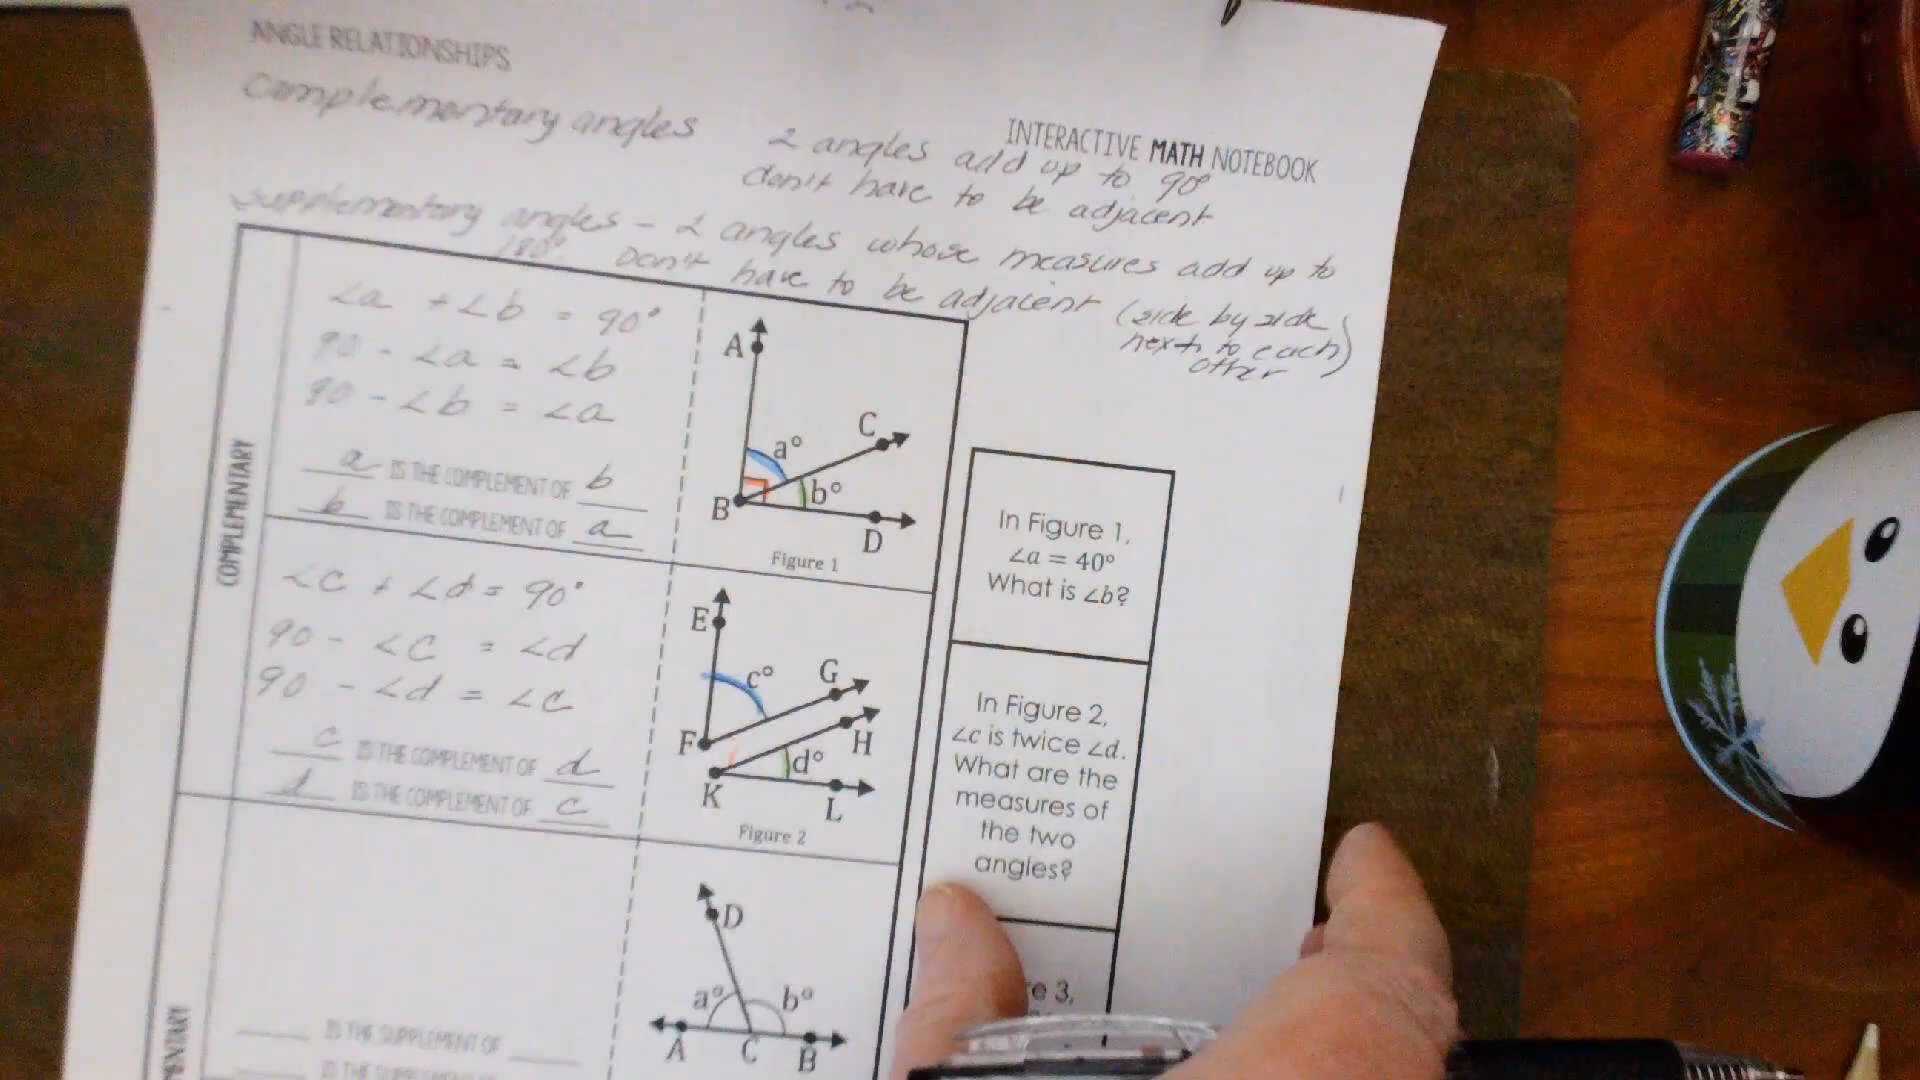 ANGLE RELATIONSHIPS
Complementary angles
INTERACTIVE MATH NOTEBOOK
2 angles add up to 90°
don't have to be adjacent
Supplementary angles - 2 angles whose measures add up to
180°. Don't have to be adjacent (side by side
next to each)
other
COMPLEMENTARY
∠a + ∠b = 90°
90 - ∠a = ∠b
90 - ∠b = ∠a
a IS THE COMPLEMENT OF b
b IS THE COMPLEMENT OF a
A
C
a°
b°
B
D
Figure 1
∠c + ∠d = 90°
90 - ∠c = ∠d
90 - ∠d = ∠c
c IS THE COMPLEMENT OF d
d IS THE COMPLEMENT OF c
E
c°
G
F
H
d°
K
L
Figure 2
In Figure 1,
∠a = 40°
What is ∠b?
In Figure 2,
∠c is twice ∠d.
What are the
measures of
the two
angles?
e 3,
D
a° b°
A C B
IS THE SUPPLEMENT OF
IS THE SUPPLEMENT